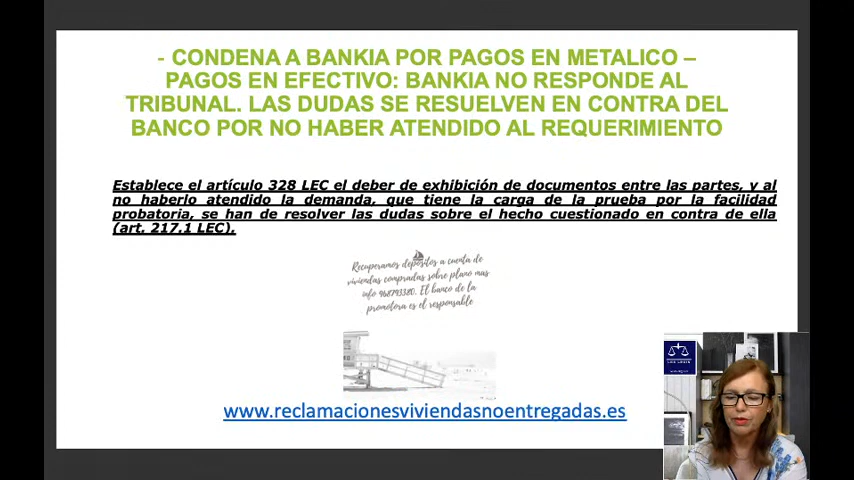 - CONDENA A BANKIA POR PAGOS EN METALICO –
PAGOS EN EFECTIVO: BANKIA NO RESPONDE AL
TRIBUNAL. LAS DUDAS SE RESUELVEN EN CONTRA DEL
BANCO POR NO HABER ATENDIDO AL REQUERIMIENTO
Establece el artículo 328 LEC el deber de exhibición de documentos entre las partes, y al
no haberlo atendido la demanda, que tiene la carga de la prueba por la facilidad
probatoria, se han de resolver las dudas sobre el hecho cuestionado en contra de ella
(art. 217.1 LEC).
Recuperamos depósitos a cuenta de
viviendas compradas sobre plano mas
info 968793380. El banco de la
promotora es el responsable
www.reclamacionesviviendasnoentregadas.es